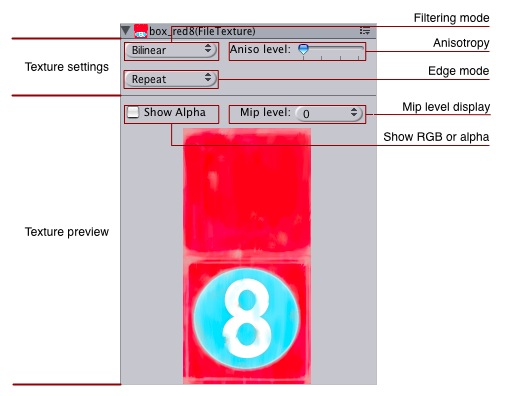 Filtering mode
box_red8(FileTexture)
Bilinear
Aniso level:
Anisotropy
Texture settings
Repeat
Edge mode
Show Alpha
Mip level:
0
Mip level display
Show RGB or alpha
Texture preview
8